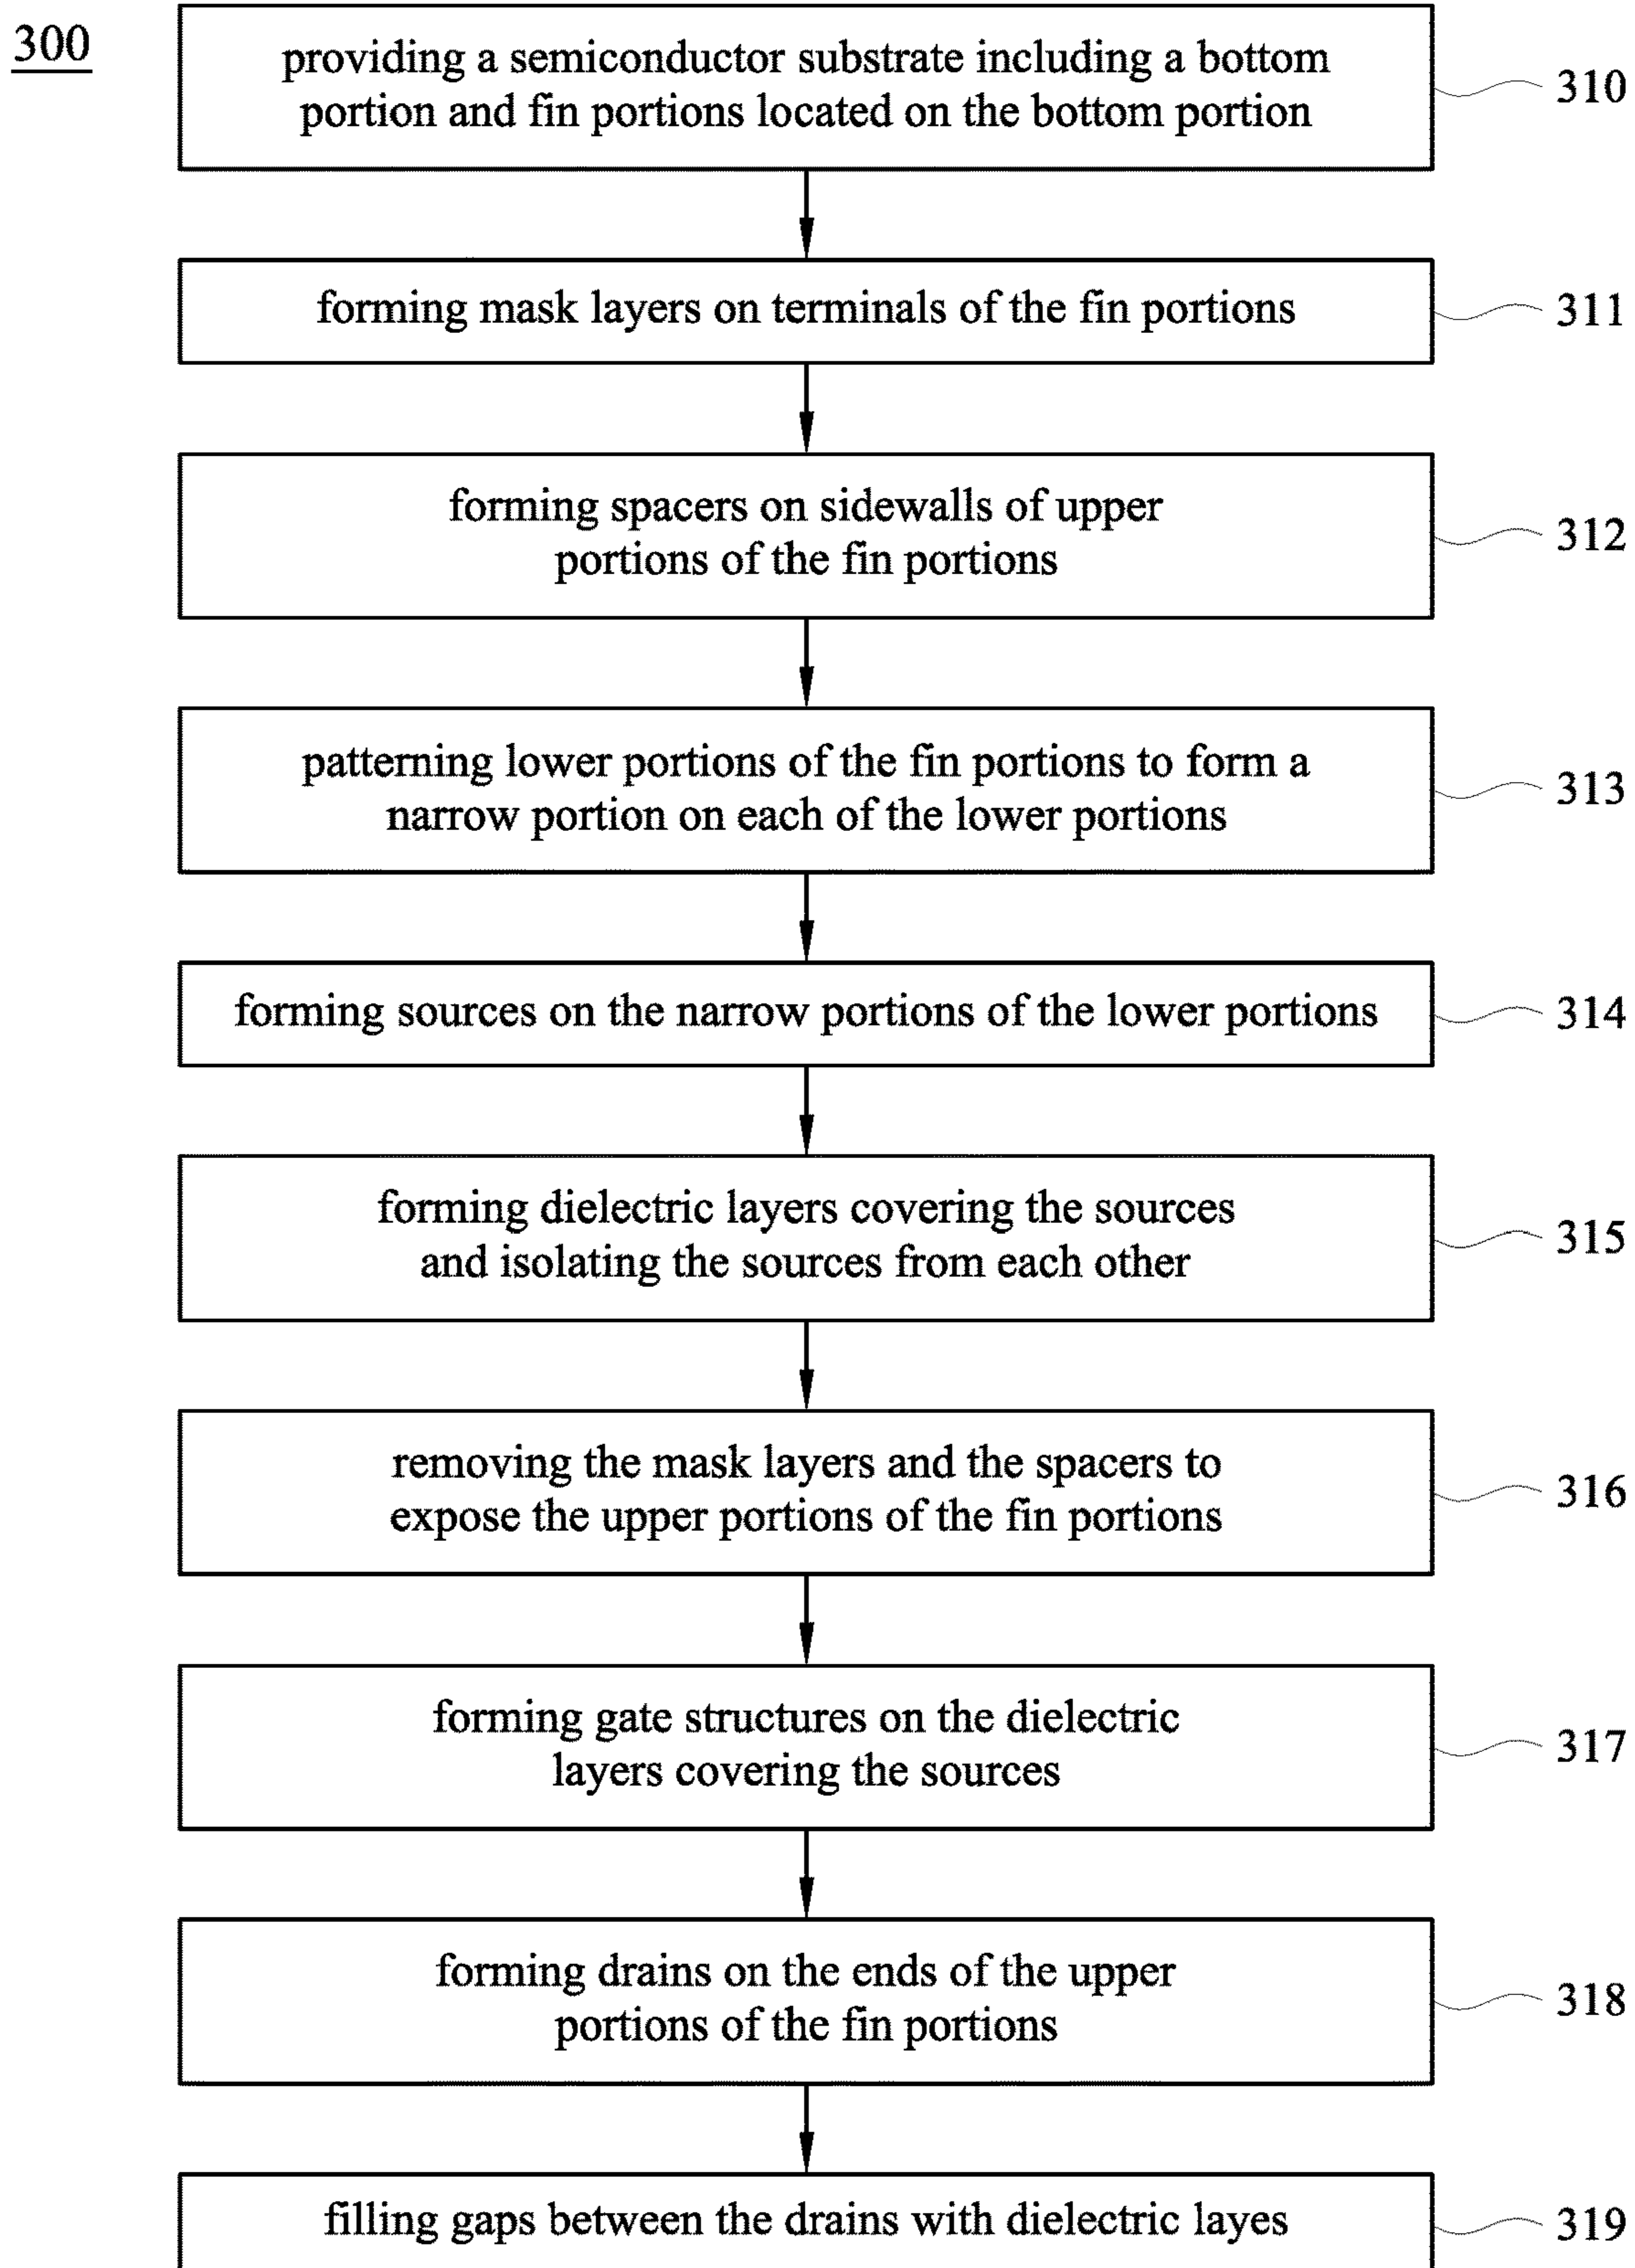 300
providing a semiconductor substrate including a bottom
portion and fin portions located on the bottom portion
310
forming mask layers on terminals of the fin portions
311
forming spacers on sidewalls of upper
portions of the fin portions
312
patterning lower portions of the fin portions to form a
narrow portion on each of the lower portions
313
forming sources on the narrow portions of the lower portions
314
forming dielectric layers covering the sources
and isolating the sources from each other
315
removing the mask layers and the spacers to
expose the upper portions of the fin portions
316
forming gate structures on the dielectric
layers covering the sources
317
forming drains on the ends of the upper
portions of the fin portions
318
filling gaps between the drains with dielectric layes
319